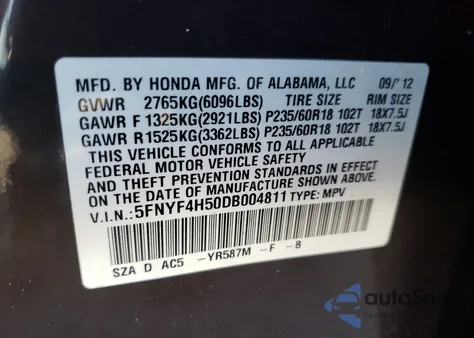 MFD. BY HONDA MFG. OF ALABAMA, LLC 09/'12
GVWR 2765KG(6096LBS) TIRE SIZE RIM SIZE
GAWR F 1325KG(2921LBS) P235/60R18 102T 18X7.5J
GAWR R 1525KG(3362LBS) P235/60R18 102T 18X7.5J
THIS VEHICLE CONFORMS TO ALL APPLICABLE
FEDERAL MOTOR VEHICLE SAFETY, BUMPER,
AND THEFT PREVENTION STANDARDS IN EFFECT
ON THE DATE OF MANUFACTURE SHOWN ABOVE.
V.I.N.:5FNYF4H50DB004811 TYPE: MPV
SZA D AC5 -YR587M -F -B